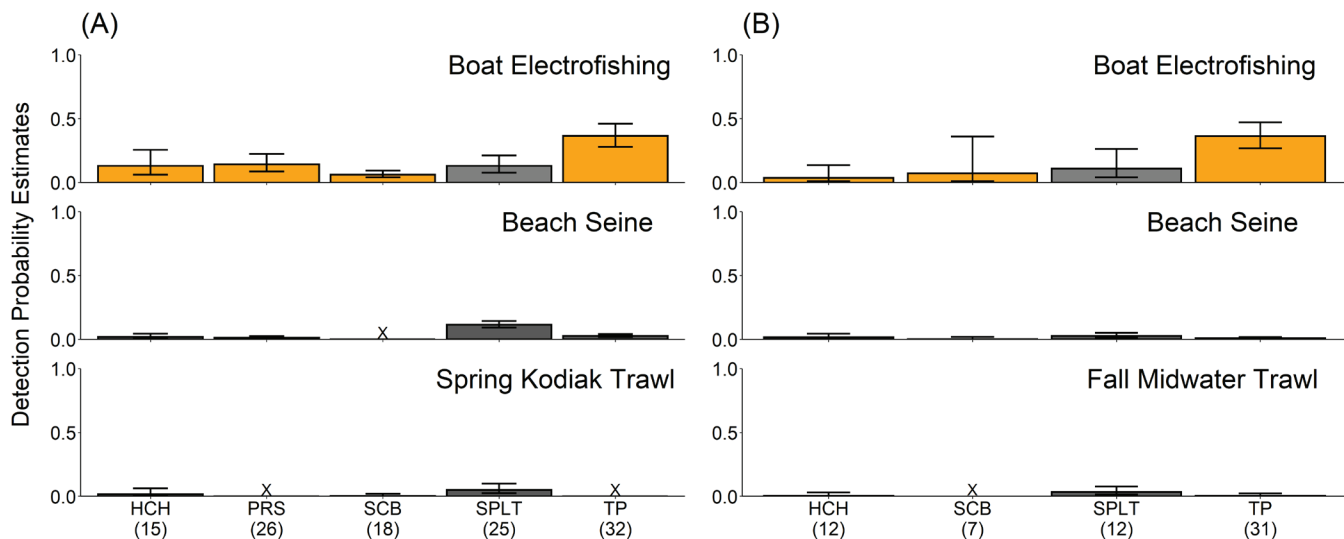 (A)
(B)
Detection Probability Estimates
Boat Electrofishing
1.0
0.5
0.0
Beach Seine
1.0
0.5
0.0
X
Spring Kodiak Trawl
1.0
0.5
0.0
X X
HCH PRS SCB SPLT TP
(15) (26) (18) (25) (32)
Boat Electrofishing
1.0
0.5
0.0
Beach Seine
1.0
0.5
0.0
Fall Midwater Trawl
1.0
0.5
0.0
X
HCH SCB SPLT TP
(12) (7) (12) (31)